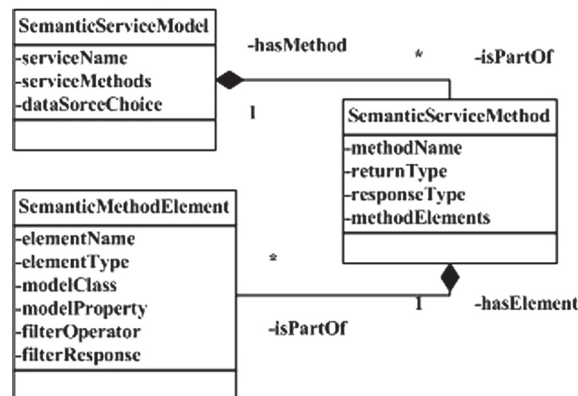 SemanticServiceModel
-serviceName
-serviceMethods
-dataSorceChoice
-hasMethod
1
*
-isPartOf
SemanticServiceMethod
-methodName
-returnType
-responseType
-methodElements
SemanticMethodElement
-elementName
-elementType
-modelClass
-modelProperty
-filterOperator
-filterResponse
*
-isPartOf
1
-hasElement